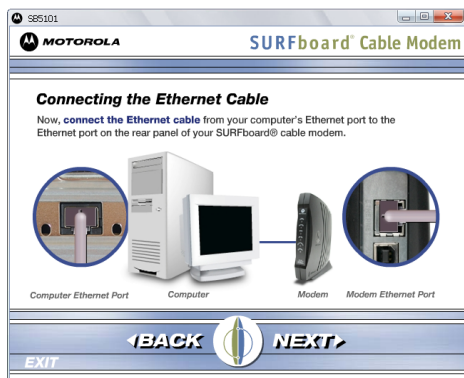 SB5101
MOTOROLA
SURFboard® Cable Modem
Connecting the Ethernet Cable
Now, connect the Ethernet cable from your computer's Ethernet port to the
Ethernet port on the rear panel of your SURFboard® cable modem.
Computer Ethernet Port
Computer
Modem
Modem Ethernet Port
BACK
NEXT
EXIT